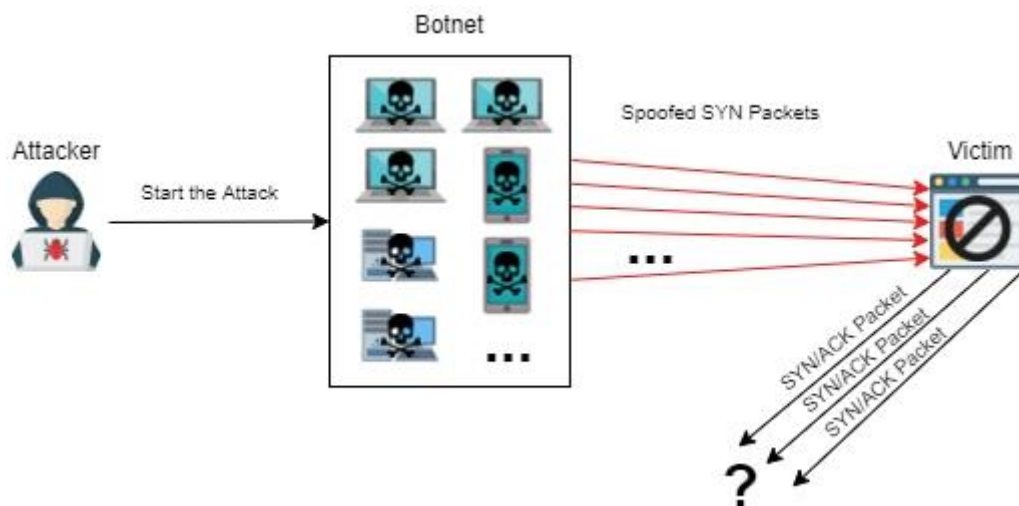 Botnet
Spoofed SYN Packets
Attacker
Victim
Start the Attack
...
...
SYN/ACK Packet
SYN/ACK Packet
SYN/ACK Packet
?